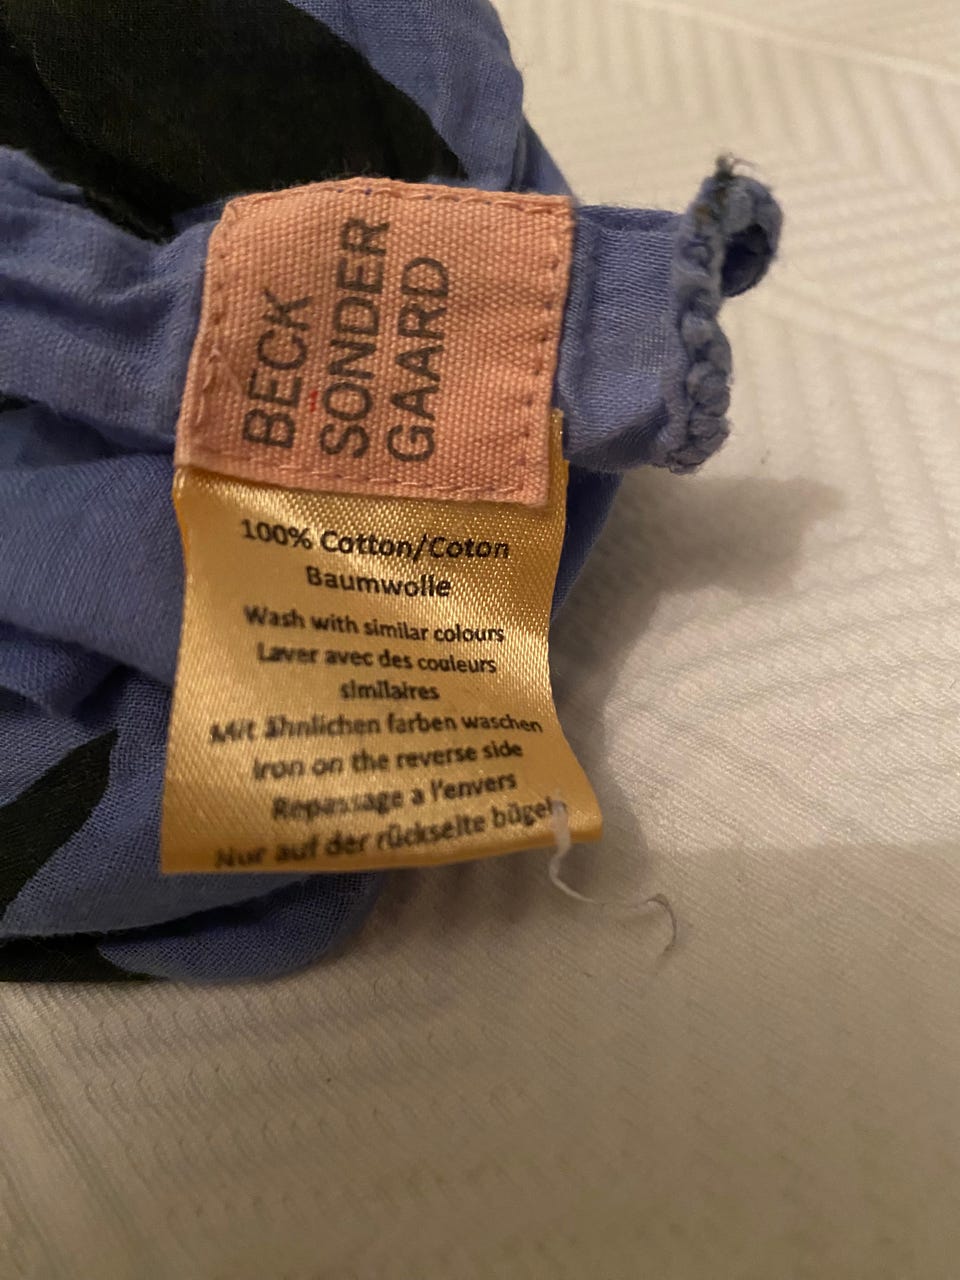 BECK
SONDER
GAARD
100% Cotton/Coton
Baumwolle
Wash with similar colours
Laver avec des couleurs
similaires
Mit ähnlichen farben waschen
Iron on the reverse side
Repassage a l'envers
Nur auf der rückseite bügeln